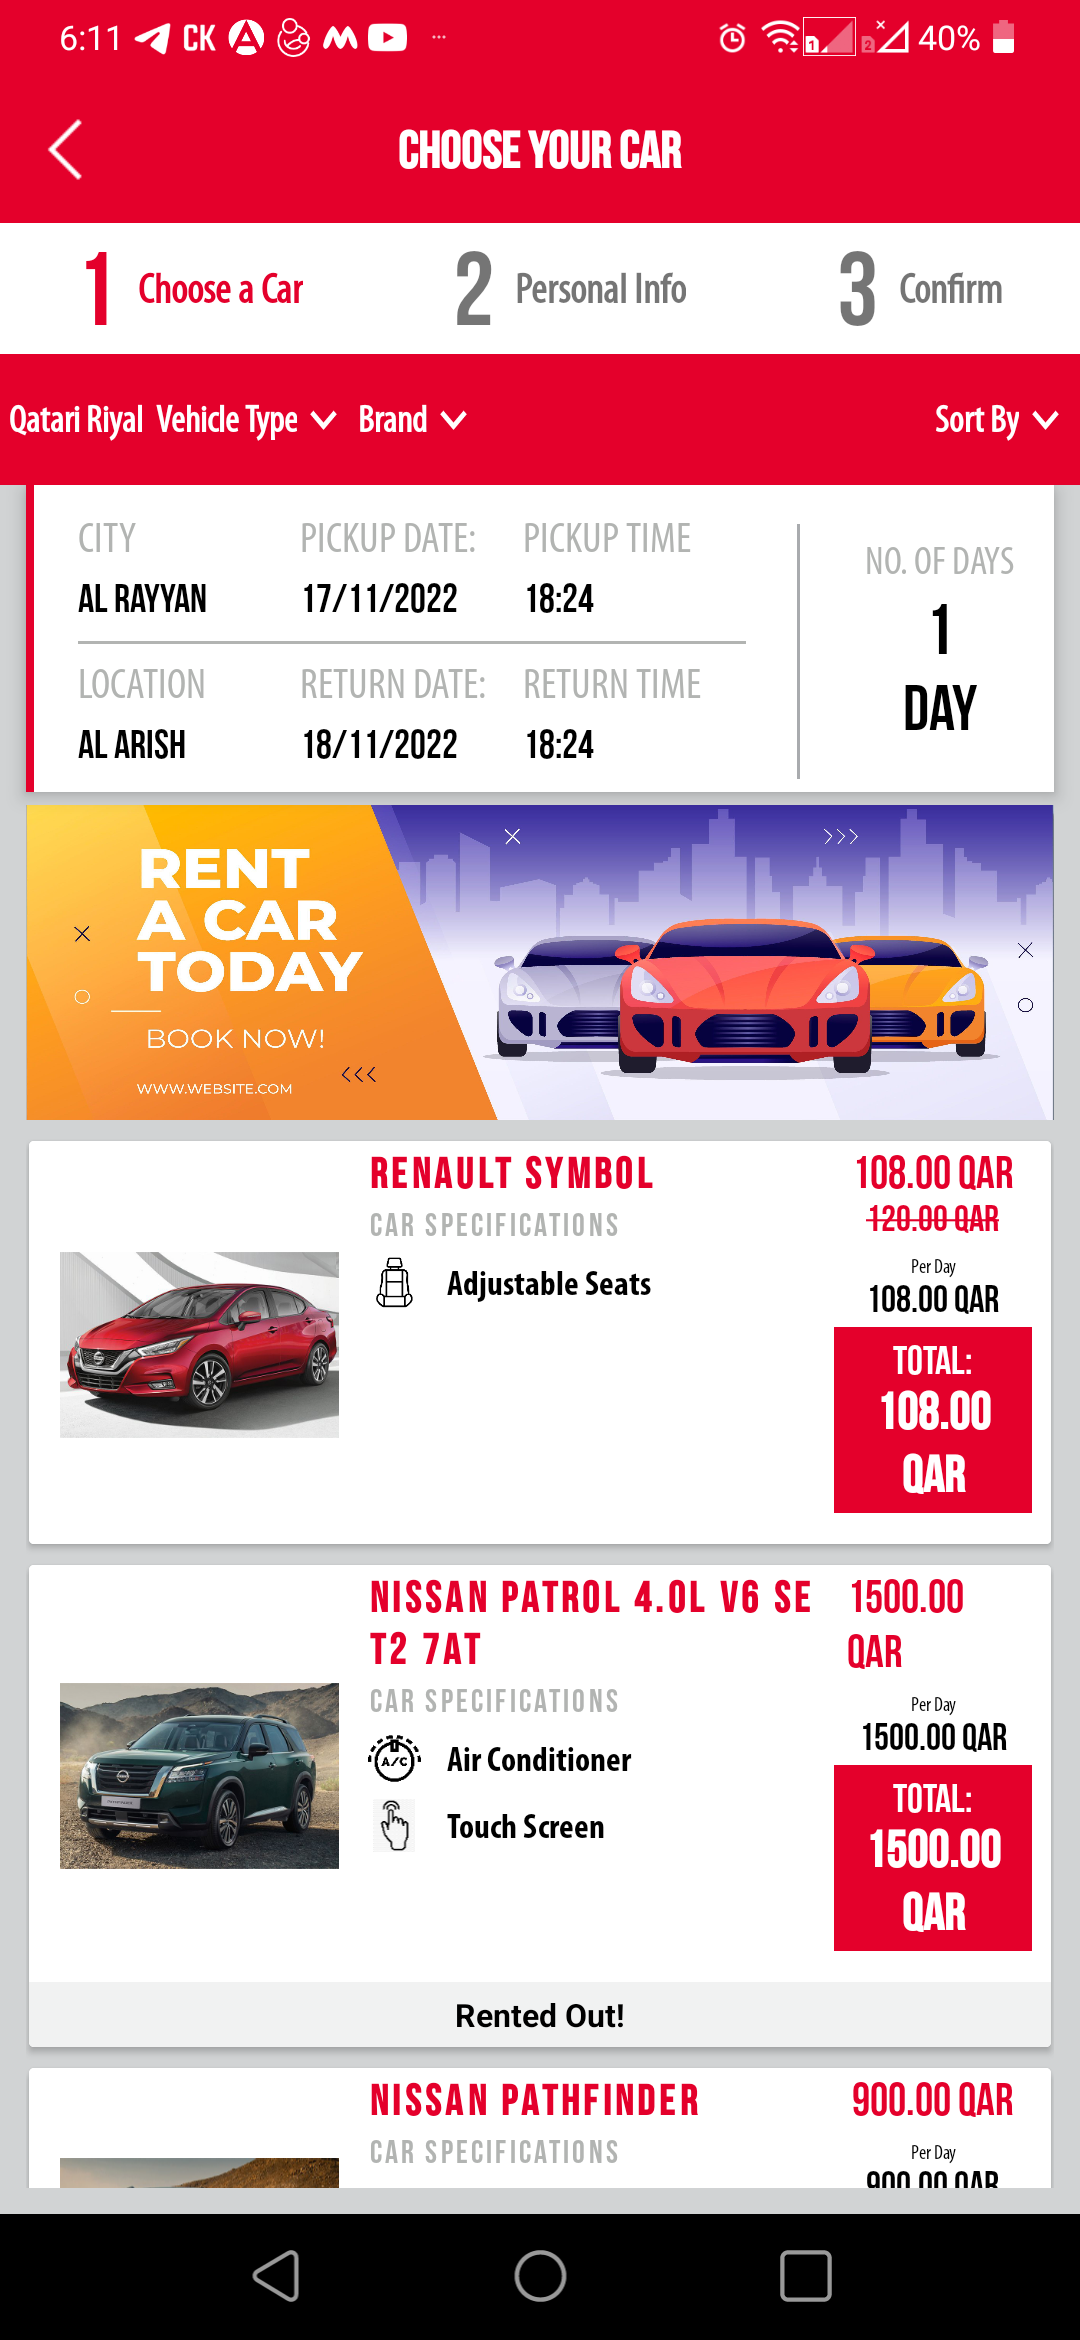 6:11 CK 1 2 40%
CHOOSE YOUR CAR
1 Choose a Car 2 Personal Info 3 Confirm
Qatari Riyal Vehicle Type Brand Sort By
CITY PICKUP DATE: PICKUP TIME
AL RAYYAN 17/11/2022 18:24
LOCATION RETURN DATE: RETURN TIME
AL ARISH 18/11/2022 18:24
NO. OF DAYS
1
DAY
RENT
A CAR
TODAY
BOOK NOW!
WWW.WEBSITE.COM
RENAULT SYMBOL
CAR SPECIFICATIONS
Adjustable Seats
108.00 QAR
120.00 QAR
Per Day
108.00 QAR
TOTAL:
108.00
QAR
NISSAN PATROL 4.0L V6 SE
T2 7AT
CAR SPECIFICATIONS
A/C Air Conditioner
Touch Screen
1500.00
QAR
Per Day
1500.00 QAR
TOTAL:
1500.00
QAR
Rented Out!
NISSAN PATHFINDER
CAR SPECIFICATIONS
900.00 QAR
Per Day
900.00 QAR